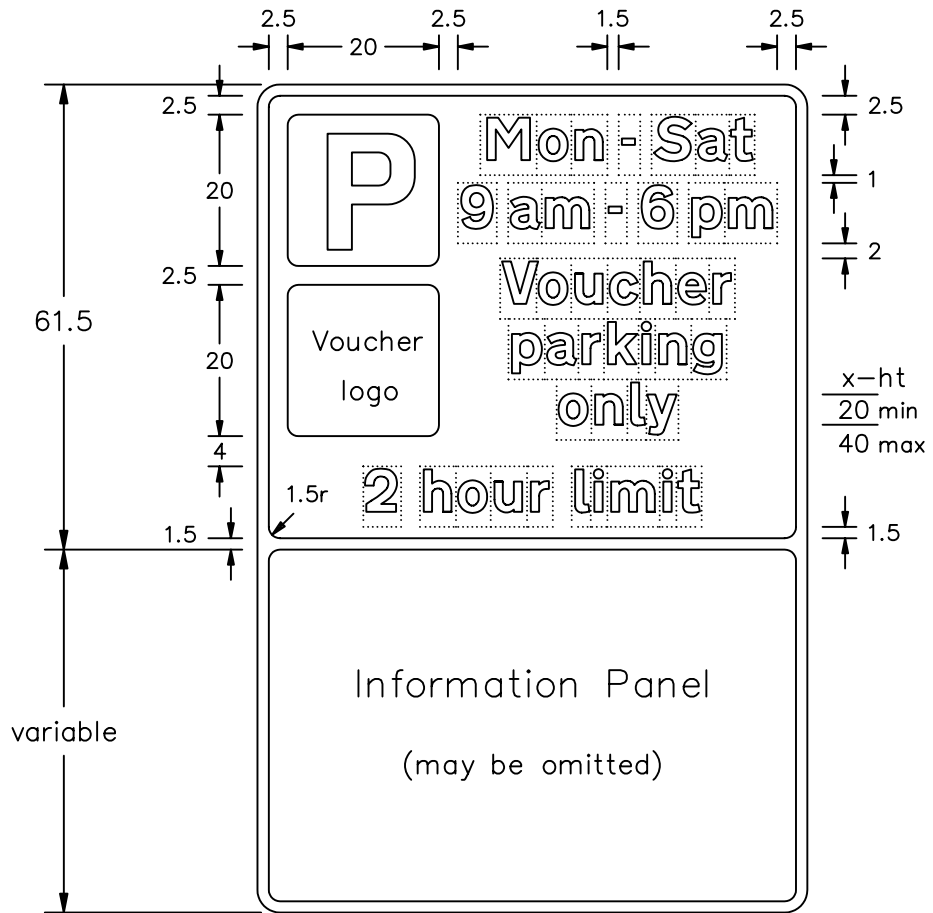 2.5 2.5 1.5 2.5
20
2.5 2.5
P Mon - Sat
20 1
9 am - 6 pm
2
2.5
Voucher
61.5
Voucher parking
20
logo
x-ht
only 20 min
40 max
4
2 hour limit
1.5r
1.5 1.5
Information Panel
variable
(may be omitted)